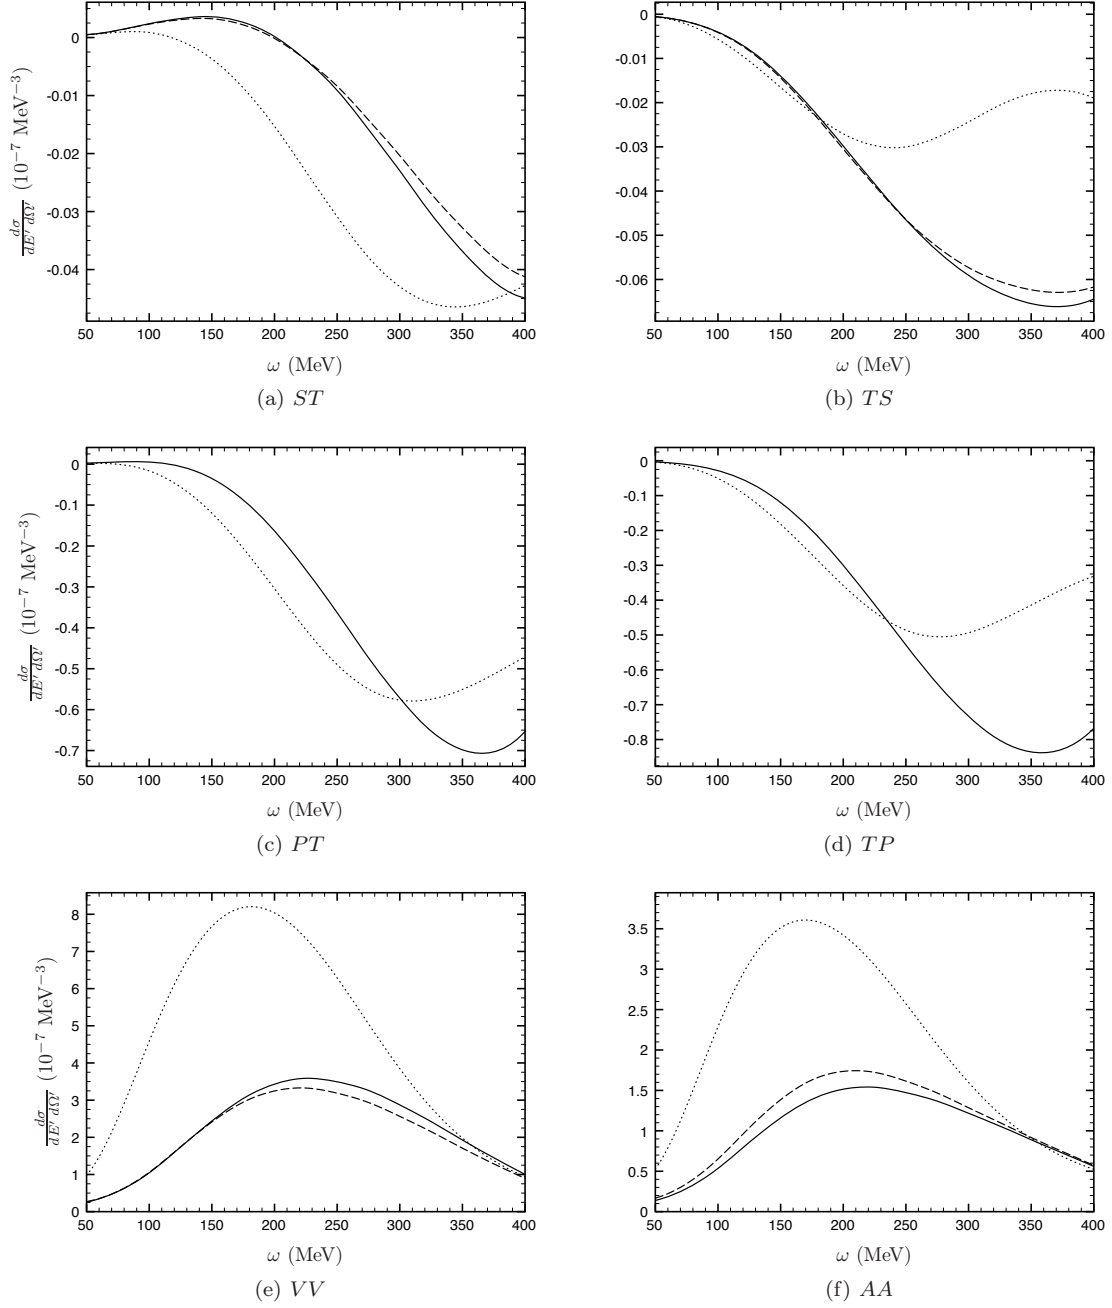 0
-0.01
-0.02
-0.03
-0.04
50 100 150 200 250 300 350 400
dσ/dE′ dΩ′ (10⁻⁷ MeV⁻³)
ω (MeV)
(a) ST
0
-0.01
-0.02
-0.03
-0.04
-0.05
-0.06
50 100 150 200 250 300 350 400
ω (MeV)
(b) TS
0
-0.1
-0.2
-0.3
-0.4
-0.5
-0.6
-0.7
50 100 150 200 250 300 350 400
dσ/dE′ dΩ′ (10⁻⁷ MeV⁻³)
ω (MeV)
(c) PT
0
-0.1
-0.2
-0.3
-0.4
-0.5
-0.6
-0.7
-0.8
50 100 150 200 250 300 350 400
ω (MeV)
(d) TP
8
7
6
5
4
3
2
1
0
50 100 150 200 250 300 350 400
dσ/dE′ dΩ′ (10⁻⁷ MeV⁻³)
ω (MeV)
(e) VV
3.5
3
2.5
2
1.5
1
0.5
0
50 100 150 200 250 300 350 400
ω (MeV)
(f) AA